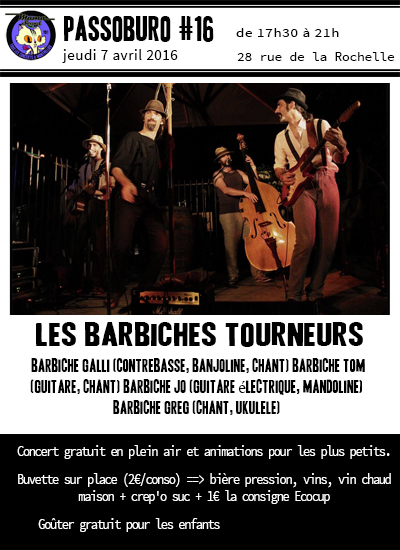 PASSOBURO #16
de 17h30 à 21h
jeudi 7 avril 2016
28 rue de la Rochelle
LES BARBICHES TOURNEURS
BARBICHE GALLI (CONTREBASSE, BANJOLINE, CHANT) BARBICHE TOM
(GUITARE, CHANT) BARBICHE JO (GUITARE éLECTRIQUE, MANDOLINE)
BARBICHE GREG (CHANT, UKULELE)
Concert gratuit en plein air et animations pour les plus petits.
Buvette sur place (2€/conso) ==> bière pression, vins, vin chaud
maison + crep'o suc + 1€ la consigne Ecocup
Goûter gratuit pour les enfants